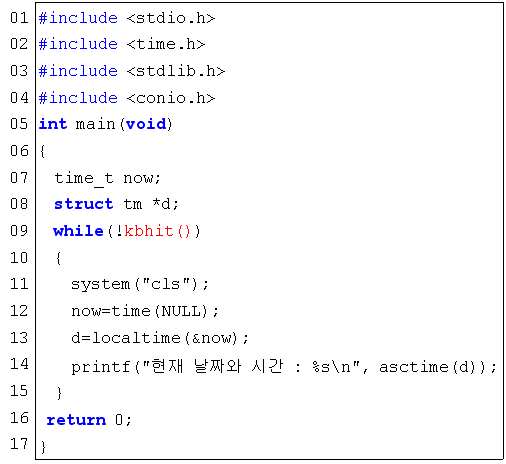 01 #include <stdio.h>
02 #include <time.h>
03 #include <stdlib.h>
04 #include <conio.h>
05 int main(void)
06 {
07   time_t now;
08   struct tm *d;
09   while(!kbhit())
10   {
11     system("cls");
12     now=time(NULL);
13     d=localtime(&now);
14     printf("현재 날짜와 시간 : %s\n", asctime(d));
15   }
16  return 0;
17 }